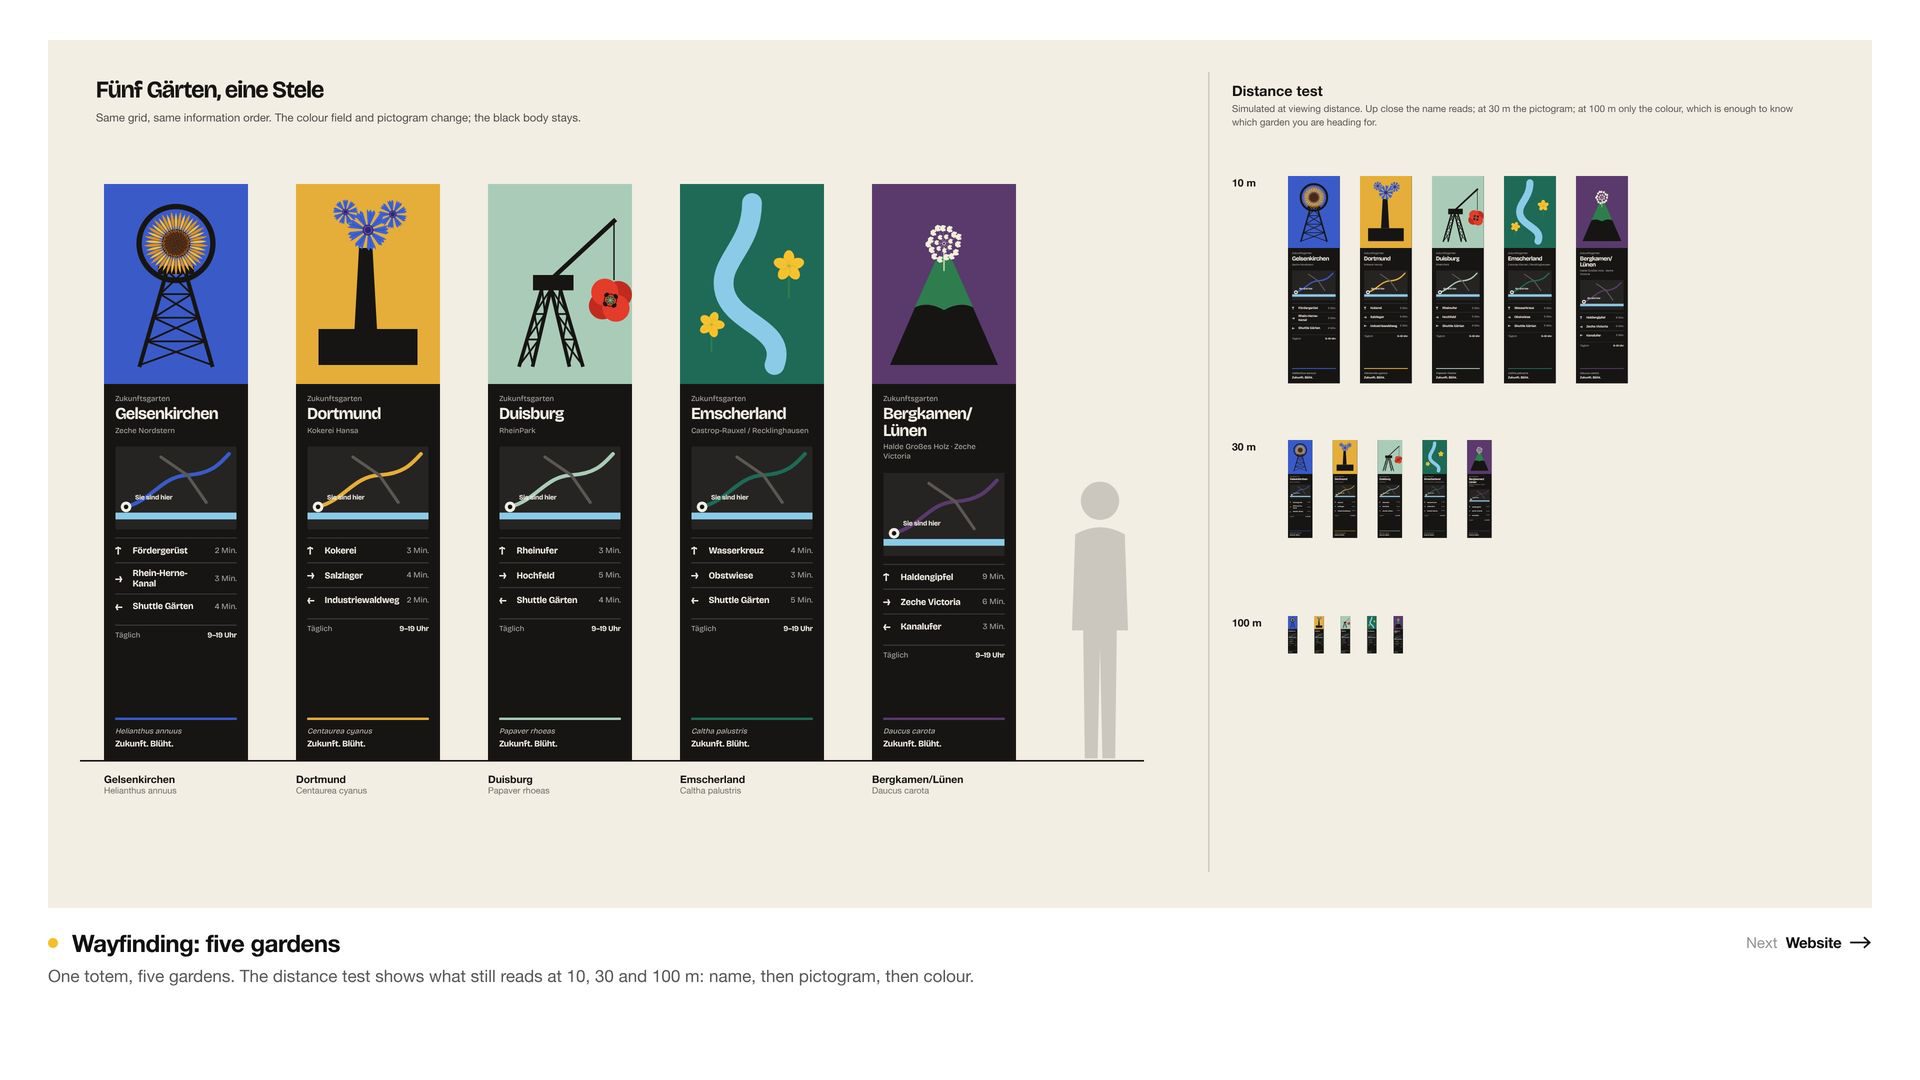 Fünf Gärten, eine Stele
Same grid, same information order. The colour field and pictogram change; the black body stays.
Zukunftsgarten
Gelsenkirchen
Zeche Nordstern
Sie sind hier
Fördergerüst 2 Min.
Rhein-Herne-
Kanal 3 Min.
Shuttle Gärten 4 Min.
Täglich 9–19 Uhr
Helianthus annuus
Zukunft. Blüht.
Gelsenkirchen
Helianthus annuus
Zukunftsgarten
Dortmund
Kokerei Hansa
Sie sind hier
Kokerei 3 Min.
Salzlager 4 Min.
Industriewaldweg 2 Min.
Täglich 9–19 Uhr
Centaurea cyanus
Zukunft. Blüht.
Dortmund
Centaurea cyanus
Zukunftsgarten
Duisburg
RheinPark
Sie sind hier
Rheinufer 3 Min.
Hochfeld 5 Min.
Shuttle Gärten 4 Min.
Täglich 9–19 Uhr
Papaver rhoeas
Zukunft. Blüht.
Duisburg
Papaver rhoeas
Zukunftsgarten
Emscherland
Castrop-Rauxel / Recklinghausen
Sie sind hier
Wasserkreuz 4 Min.
Obstwiese 3 Min.
Shuttle Gärten 5 Min.
Täglich 9–19 Uhr
Caltha palustris
Zukunft. Blüht.
Emscherland
Caltha palustris
Zukunftsgarten
Bergkamen/
Lünen
Halde Großes Holz · Zeche
Victoria
Sie sind hier
Haldengipfel 9 Min.
Zeche Victoria 6 Min.
Kanalufer 3 Min.
Täglich 9–19 Uhr
Daucus carota
Zukunft. Blüht.
Bergkamen/Lünen
Daucus carota
Distance test
Simulated at viewing distance. Up close the name reads; at 30 m the pictogram; at 100 m only the colour, which is enough to know
which garden you are heading for.
10 m
Gelsenkirchen
Zukunft. Blüht.
Dortmund
Zukunft. Blüht.
Duisburg
Zukunft. Blüht.
Emscherland
Zukunft. Blüht.
Bergkamen/
Lünen
Zukunft. Blüht.
30 m
100 m
Wayfinding: five gardens
One totem, five gardens. The distance test shows what still reads at 10, 30 and 100 m: name, then pictogram, then colour.
Next Website